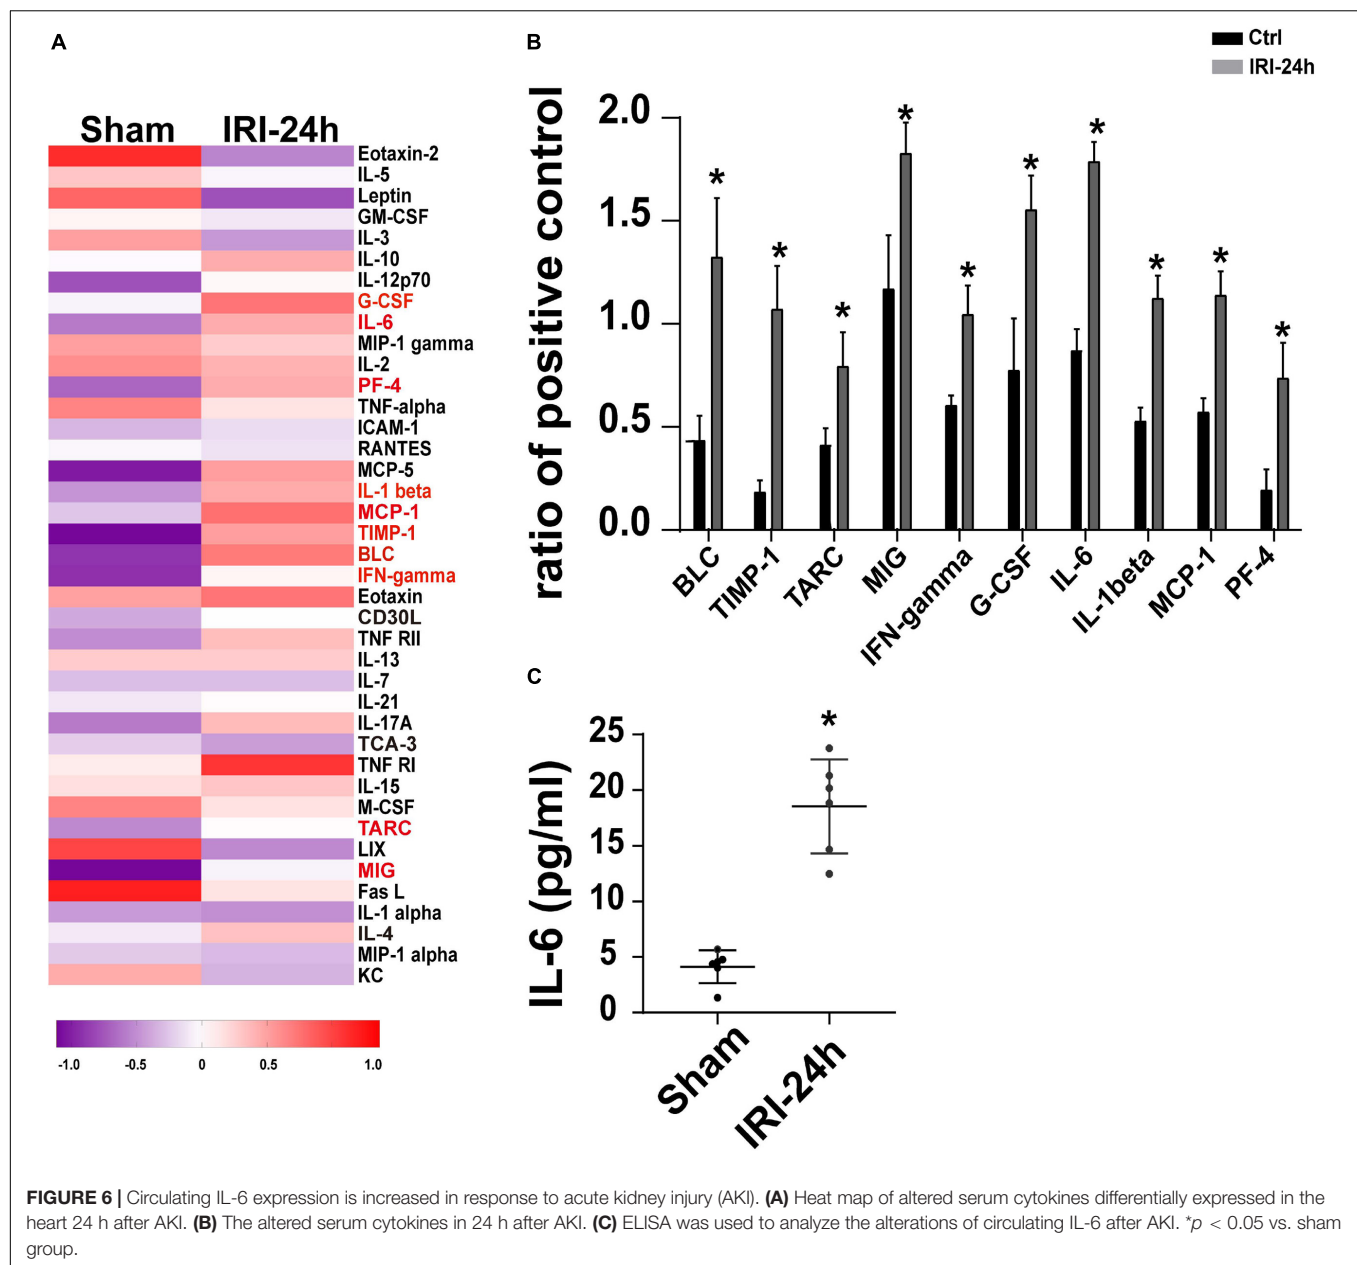 A
Sham IRI-24h
Eotaxin-2
IL-5
Leptin
GM-CSF
IL-3
IL-10
IL-12p70
G-CSF
IL-6
MIP-1 gamma
IL-2
PF-4
TNF-alpha
ICAM-1
RANTES
MCP-5
IL-1 beta
MCP-1
TIMP-1
BLC
IFN-gamma
Eotaxin
CD30L
TNF RII
IL-13
IL-7
IL-21
IL-17A
TCA-3
TNF RI
IL-15
M-CSF
TARC
LIX
MIG
Fas L
IL-1 alpha
IL-4
MIP-1 alpha
KC
-1.0 -0.5 0 0.5 1.0
B
Ctrl
IRI-24h
ratio of positive control
2.0
1.5
1.0
0.5
0.0
* * * * * * * * * *
BLC TIMP-1 TARC MIG IFN-gamma G-CSF IL-6 IL-1beta MCP-1 PF-4
C
IL-6 (pg/ml)
25
20
15
10
5
0
*
Sham IRI-24h
FIGURE 6 | Circulating IL-6 expression is increased in response to acute kidney injury (AKI). (A) Heat map of altered serum cytokines differentially expressed in the
heart 24 h after AKI. (B) The altered serum cytokines in 24 h after AKI. (C) ELISA was used to analyze the alterations of circulating IL-6 after AKI. *p < 0.05 vs. sham
group.